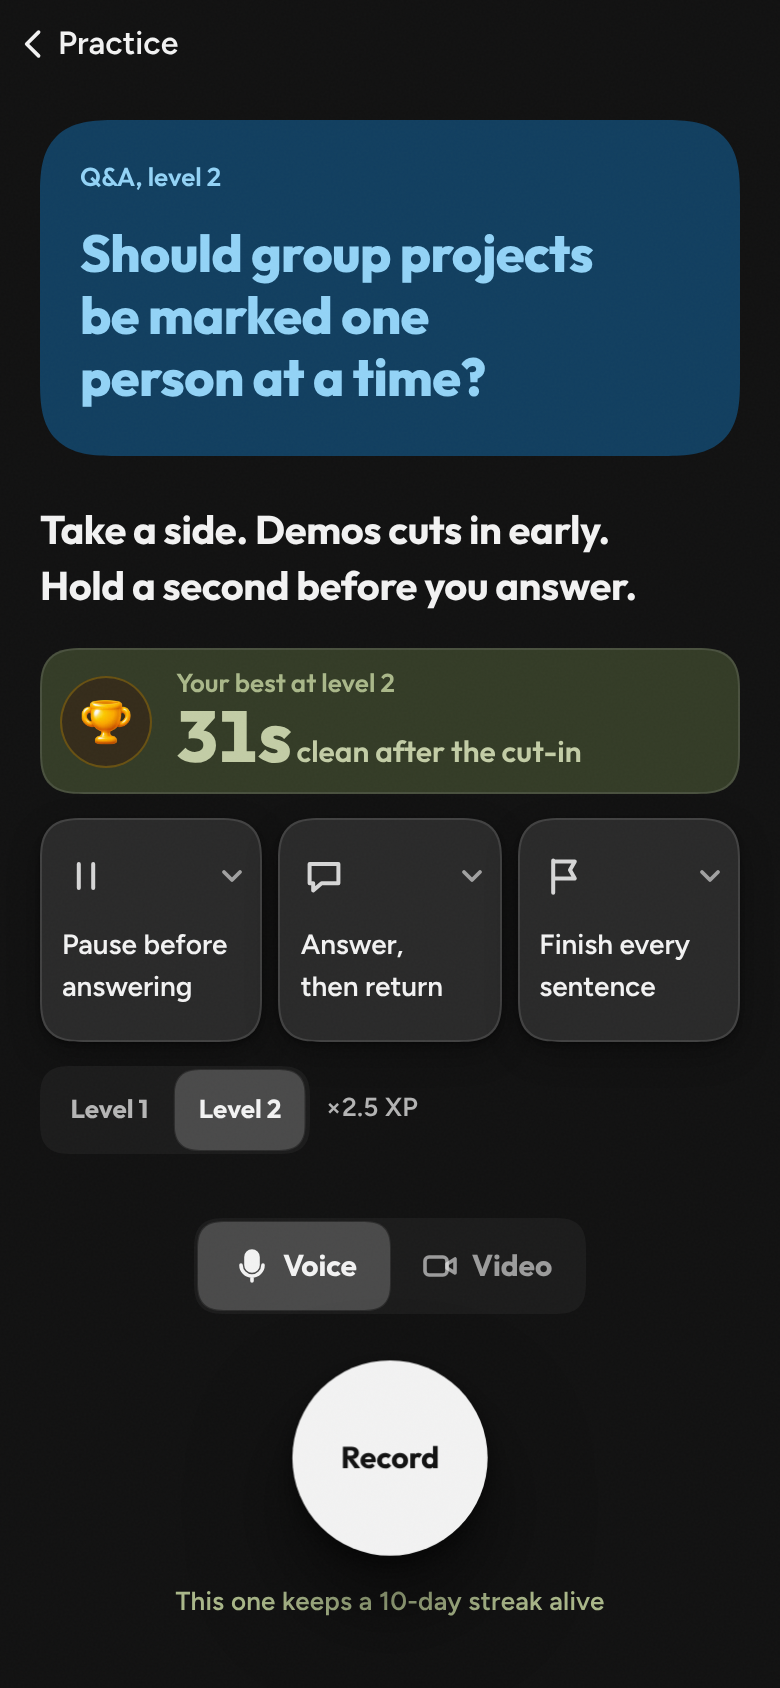 Practice
Q&A, level 2
Should group projects
be marked one
person at a time?
Take a side. Demos cuts in early.
Hold a second before you answer.
Your best at level 2
31s clean after the cut-in
Pause before
answering
Answer,
then return
Finish every
sentence
Level 1
Level 2
×2.5 XP
Voice
Video
Record
This one keeps a 10-day streak alive